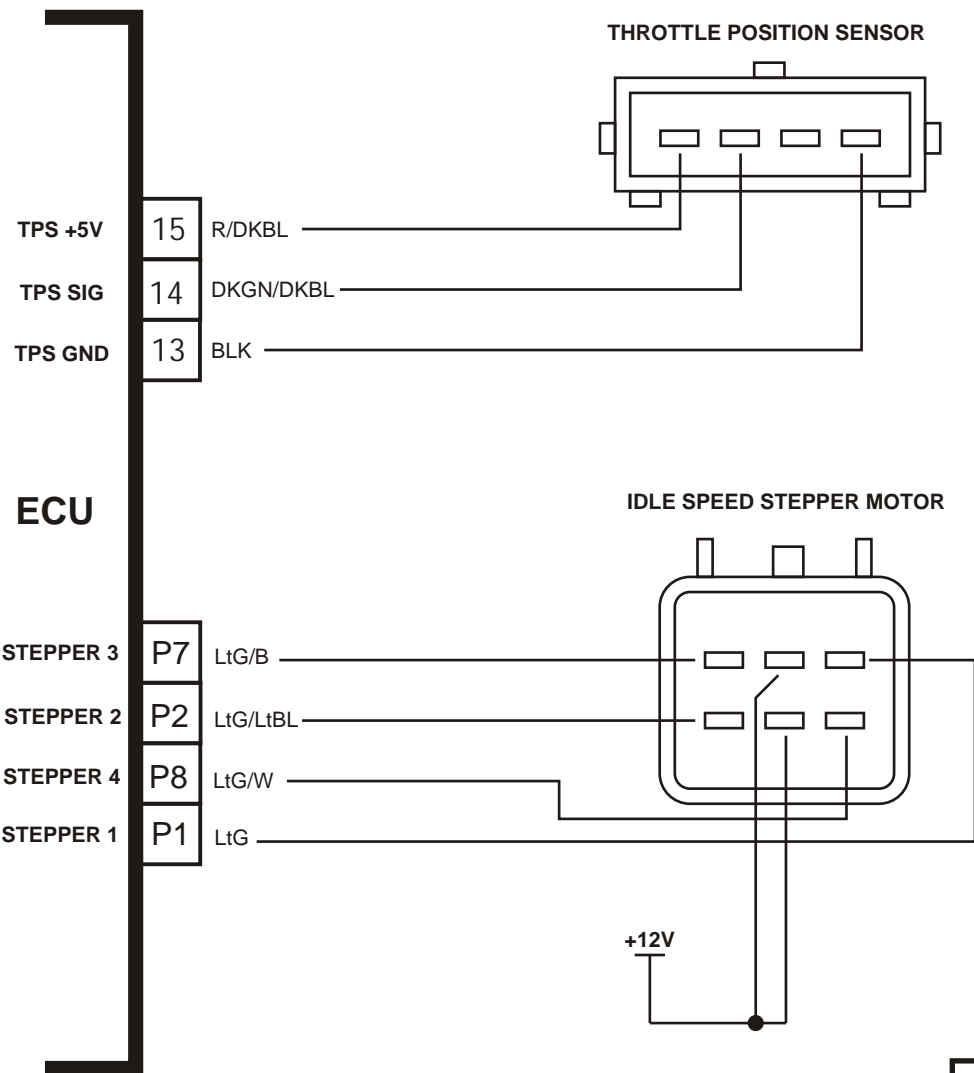 THROTTLE POSITION SENSOR
TPS +5V 15 R/DKBL
TPS SIG 14 DKGN/DKBL
TPS GND 13 BLK
ECU
IDLE SPEED STEPPER MOTOR
STEPPER 3 P7 LtG/B
STEPPER 2 P2 LtG/LtBL
STEPPER 4 P8 LtG/W
STEPPER 1 P1 LtG
+12V